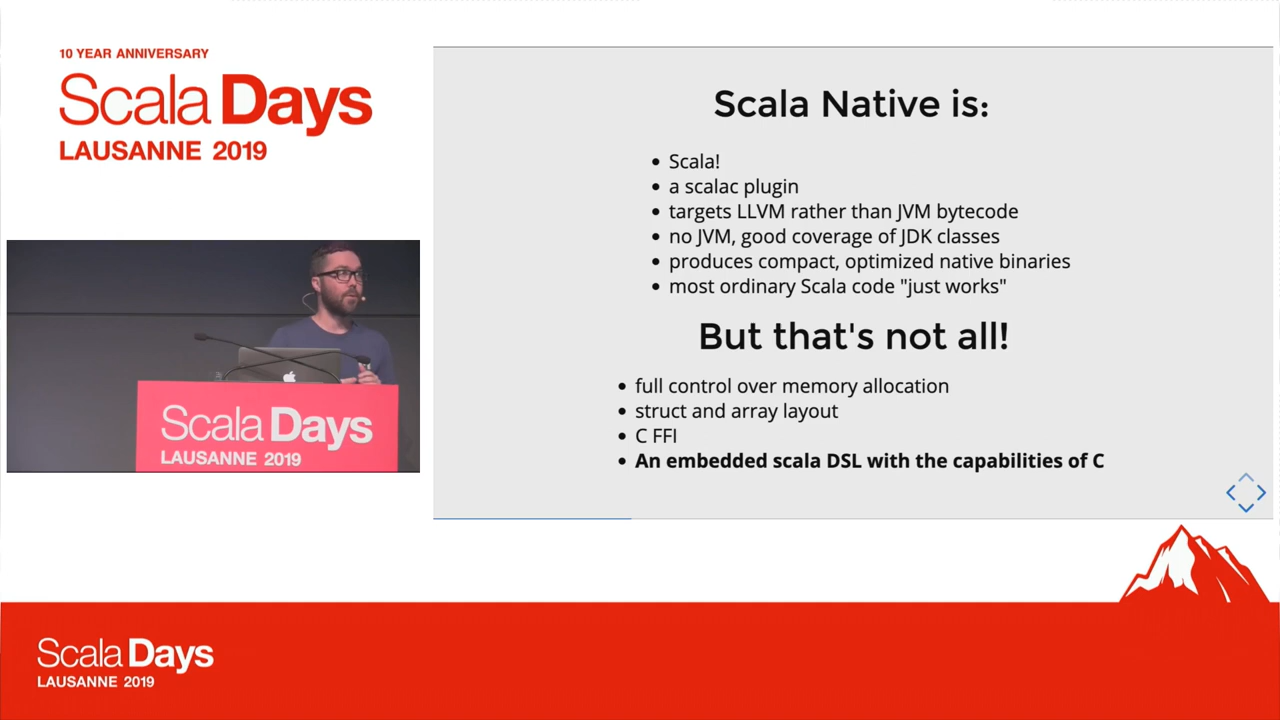 10 YEAR ANNIVERSARY
Scala Days
LAUSANNE 2019
Scala Native is:
Scala!
a scalac plugin
targets LLVM rather than JVM bytecode
no JVM, good coverage of JDK classes
produces compact, optimized native binaries
most ordinary Scala code "just works"
But that's not all!
full control over memory allocation
struct and array layout
C FFI
An embedded scala DSL with the capabilities of C
Scala Days
LAUSANNE 2019
Scala Days
LAUSANNE 2019